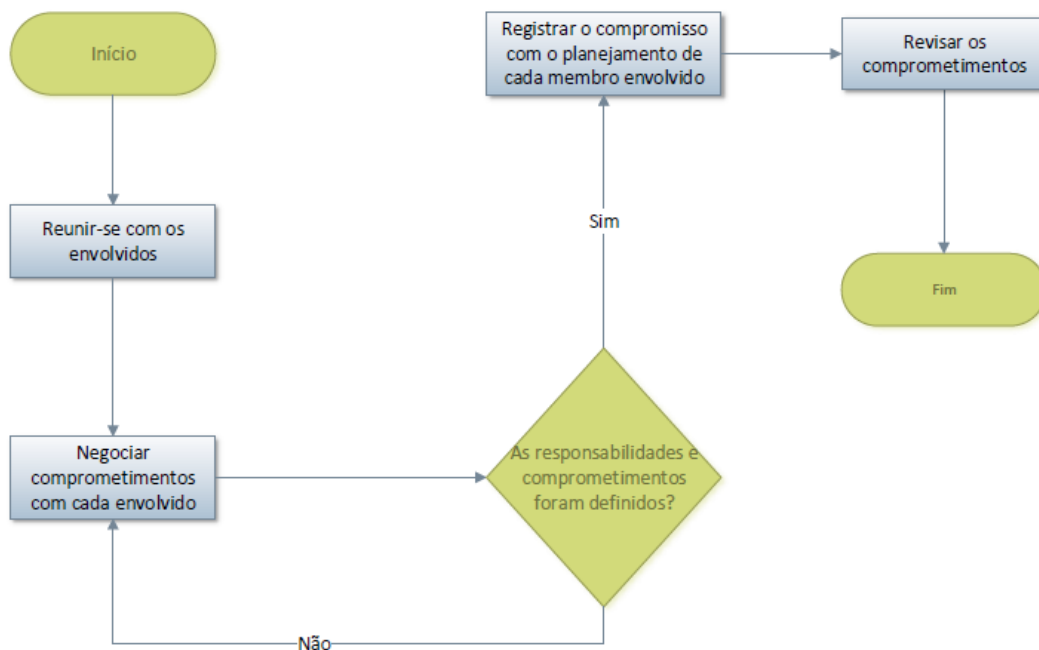 Início
Reunir-se com os
envolvidos
Negociar
comprometimentos
com cada envolvido
As responsabilidades e
comprometimentos
foram definidos?
Não
Sim
Registrar o compromisso
com o planejamento de
cada membro envolvido
Revisar os
comprometimentos
Fim